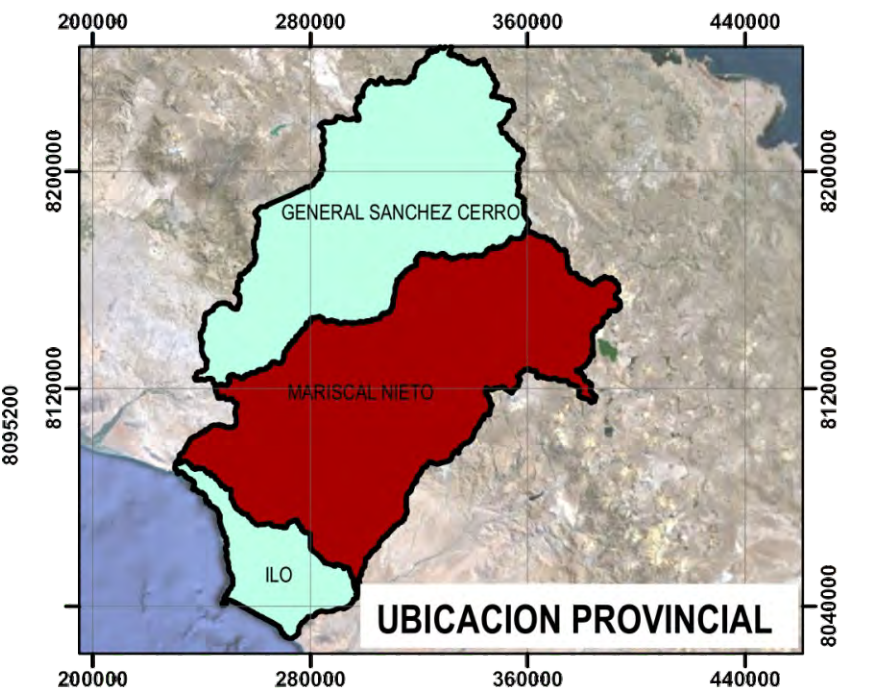 200000 280000 360000 440000
8200000 8200000
GENERAL SANCHEZ CERRO
8120000 8120000
MARISCAL NIETO
8095200
ILO
UBICACION PROVINCIAL
8040000
200000 280000 360000 440000